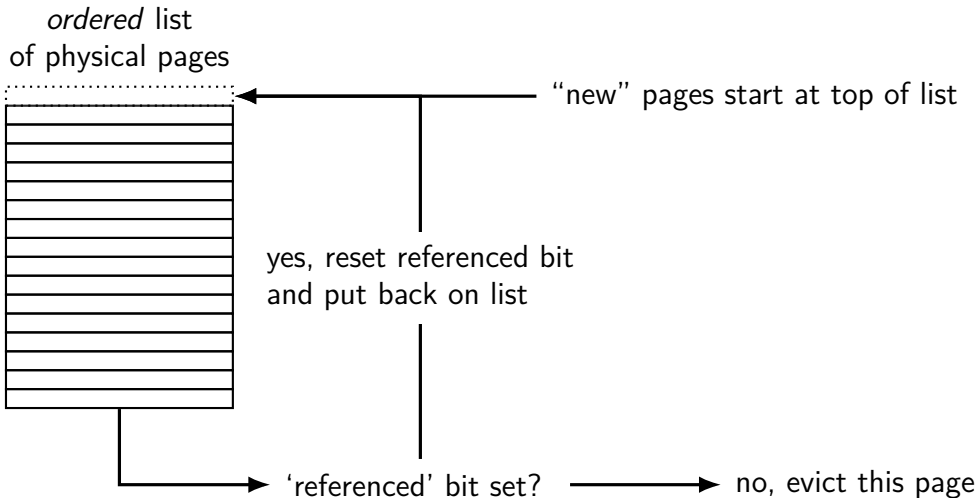 ordered list
of physical pages
“new” pages start at top of list
yes, reset referenced bit
and put back on list
‘referenced’ bit set?
no, evict this page